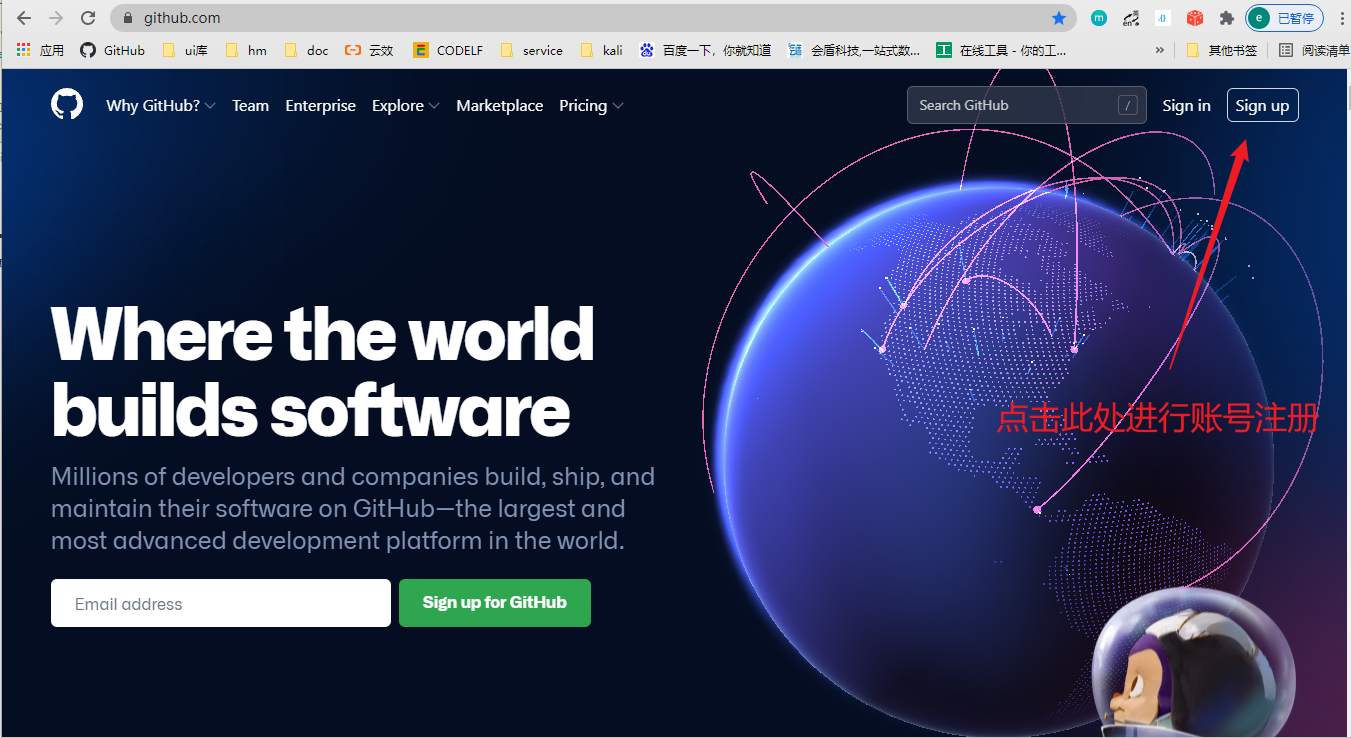 github.com
e 已暂停
应用 GitHub ui库 hm doc 云效 CODELF service kali 百度一下，你就知道 会盾科技,一站式数... 在线工具 - 你的工... » 其他书签 阅读清单
Why GitHub? Team Enterprise Explore Marketplace Pricing Search GitHub / Sign in Sign up
Where the world
builds software
点击此处进行账号注册
Millions of developers and companies build, ship, and
maintain their software on GitHub—the largest and
most advanced development platform in the world.
Email address Sign up for GitHub